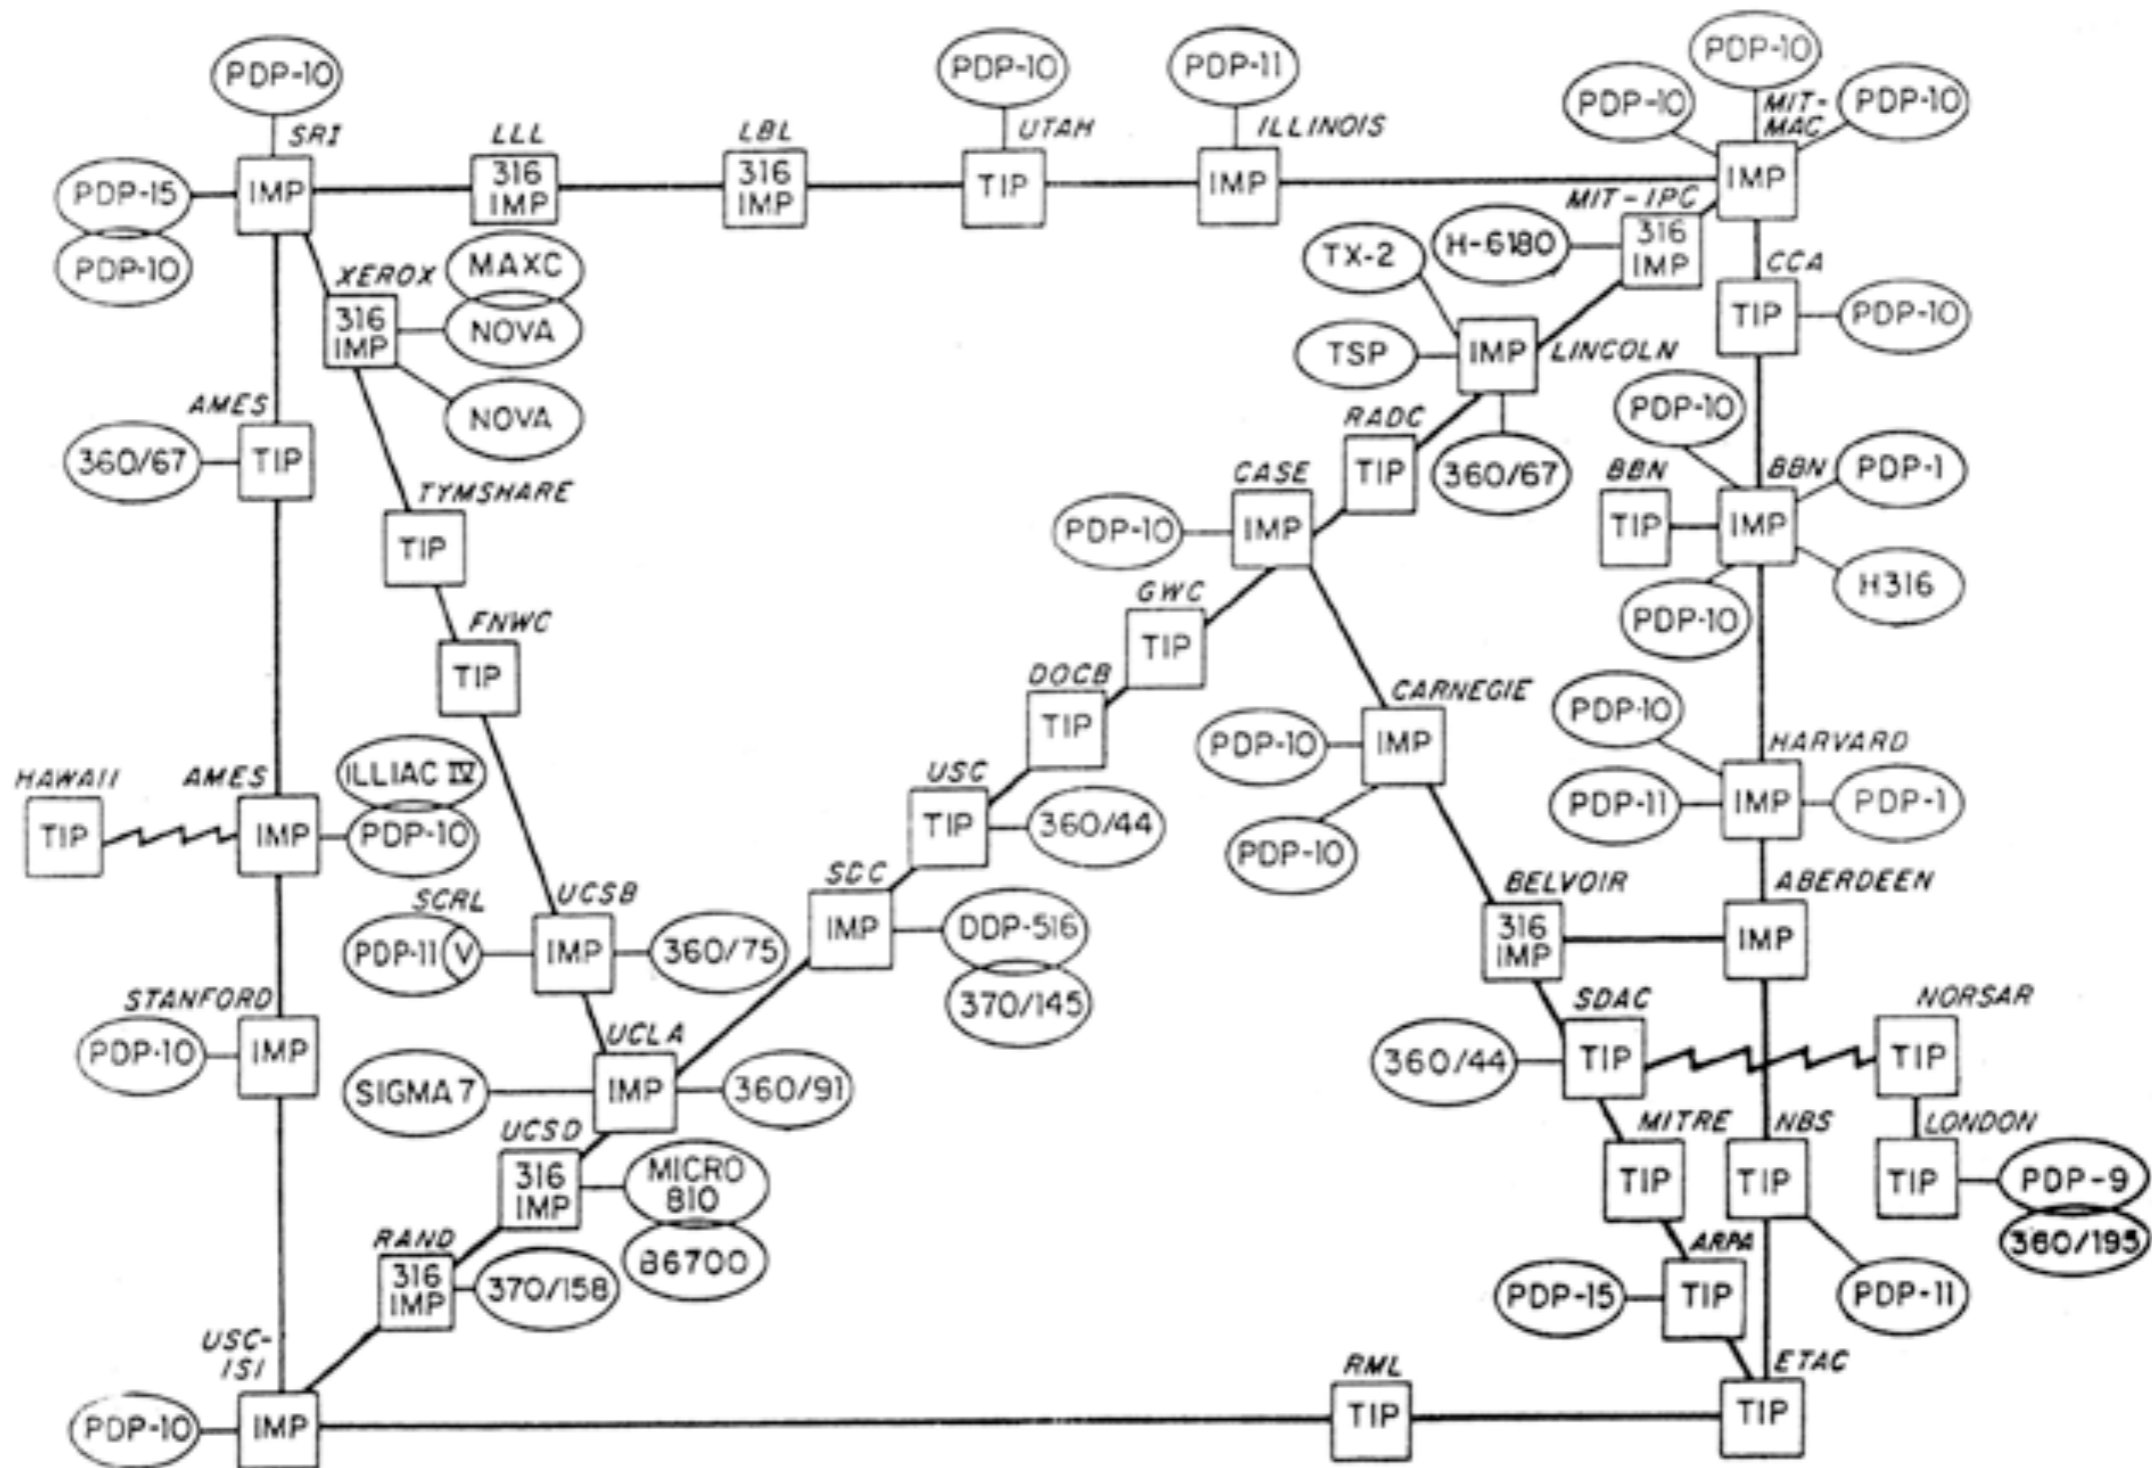 PDP-10
PDP-10
PDP-11
PDP-10
PDP-10
PDP-10
SRI
LLL
LBL
UTAH
ILLINOIS
MIT-
MAC
PDP-15
IMP
316
IMP
316
IMP
TIP
IMP
IMP
PDP-10
MIT-IPC
H-6180
316
IMP
TX-2
CCA
XEROX
MAXC
316
IMP
NOVA
TIP
PDP-10
TSP
IMP
LINCOLN
NOVA
AMES
360/67
TIP
RADC
TIP
360/67
PDP-10
BBN
BBN
PDP-1
TIP
IMP
H316
PDP-10
TYMSHARE
TIP
CASE
PDP-10
IMP
FNWC
TIP
GWC
TIP
DOCB
TIP
CARNEGIE
PDP-10
IMP
PDP-10
PDP-10
HARVARD
PDP-11
IMP
PDP-1
HAWAII
TIP
AMES
IMP
ILLIAC IV
PDP-10
USC
TIP
360/44
SDC
IMP
DDP-516
370/145
SCRL
PDP-11
V
UCSB
IMP
360/75
BELVOIR
316
IMP
ABERDEEN
IMP
STANFORD
PDP-10
IMP
UCLA
SIGMA 7
IMP
360/91
SDAC
360/44
TIP
NORSAR
TIP
UCSD
316
IMP
MICRO
810
B6700
MITRE
TIP
NBS
TIP
LONDON
TIP
PDP-9
360/195
RAND
316
IMP
370/158
ARPA
PDP-15
TIP
PDP-11
USC-
ISI
PDP-10
IMP
RML
TIP
ETAC
TIP